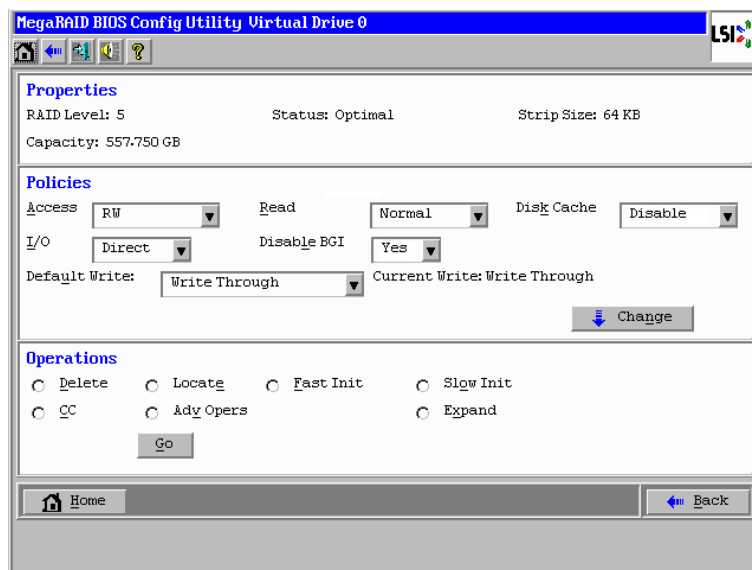 MegaRAID BIOS Config Utility Virtual Drive 0
LSI
Properties
RAID Level: 5 Status: Optimal Strip Size: 64 KB
Capacity: 557.750 GB
Policies
Access RW Read Normal Disk Cache Disable
I/O Direct Disable BGI Yes
Default Write: Write Through Current Write: Write Through
Change
Operations
Delete Locate Fast Init Slow Init
CC Adv Opers Expand
Go
Home Back